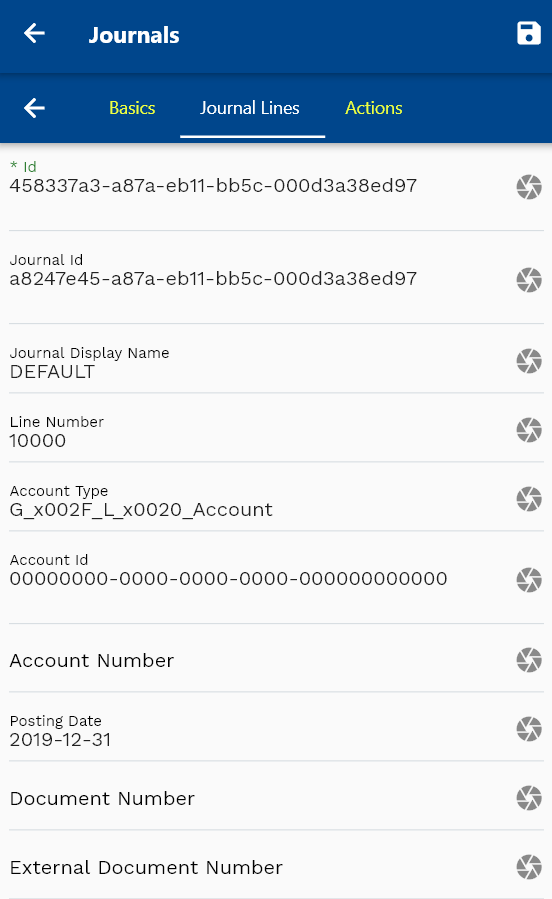 Journals
Basics Journal Lines Actions
* Id
458337a3-a87a-eb11-bb5c-000d3a38ed97
Journal Id
a8247e45-a87a-eb11-bb5c-000d3a38ed97
Journal Display Name
DEFAULT
Line Number
10000
Account Type
G_x002F_L_x0020_Account
Account Id
00000000-0000-0000-0000-000000000000
Account Number
Posting Date
2019-12-31
Document Number
External Document Number